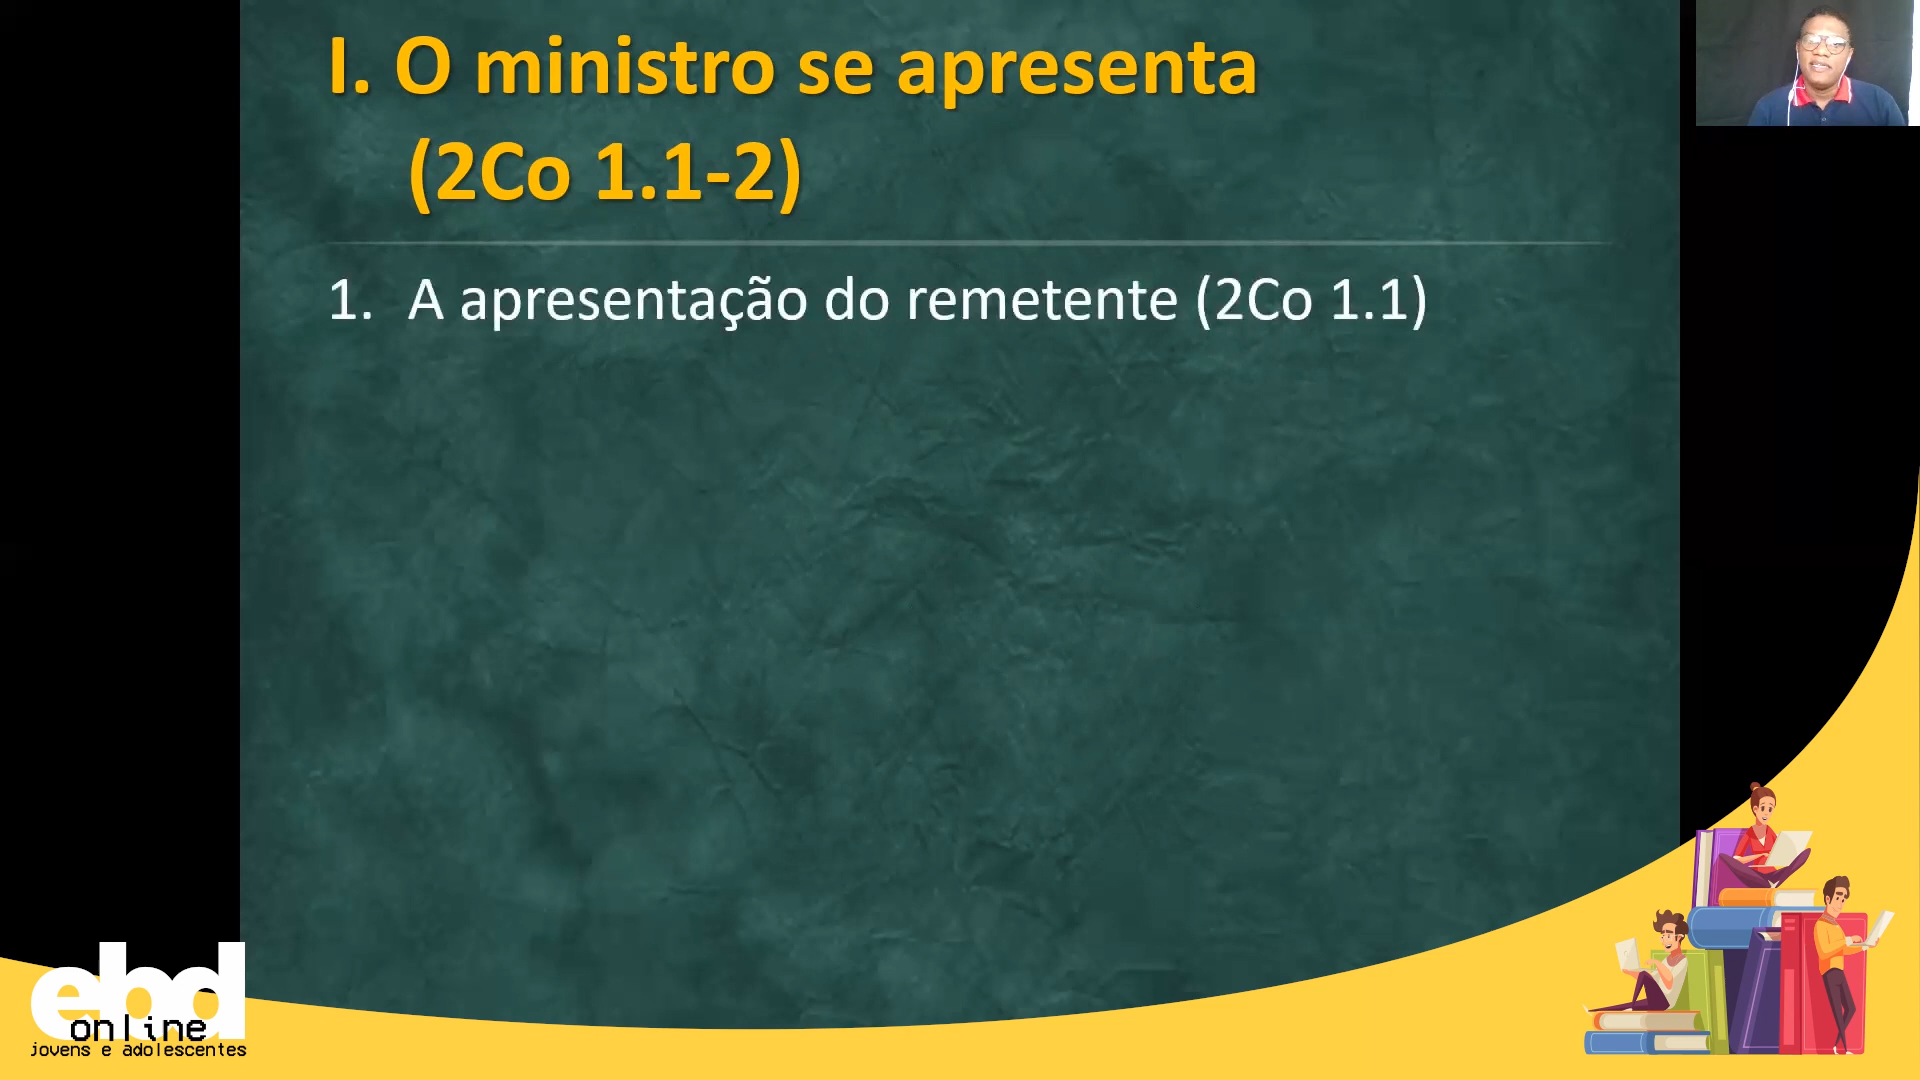 I. O ministro se apresenta
(2Co 1.1-2)
1. A apresentação do remetente (2Co 1.1)
ebd
online
jovens e adolescentes